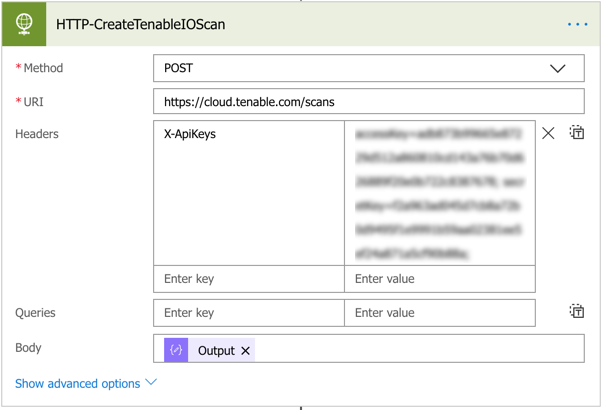 HTTP-CreateTenableIOScan
* Method
POST
* URI
https://cloud.tenable.com/scans
Headers
X-ApiKeys
Enter key
Enter value
Queries
Enter key
Enter value
Body
Output
Show advanced options